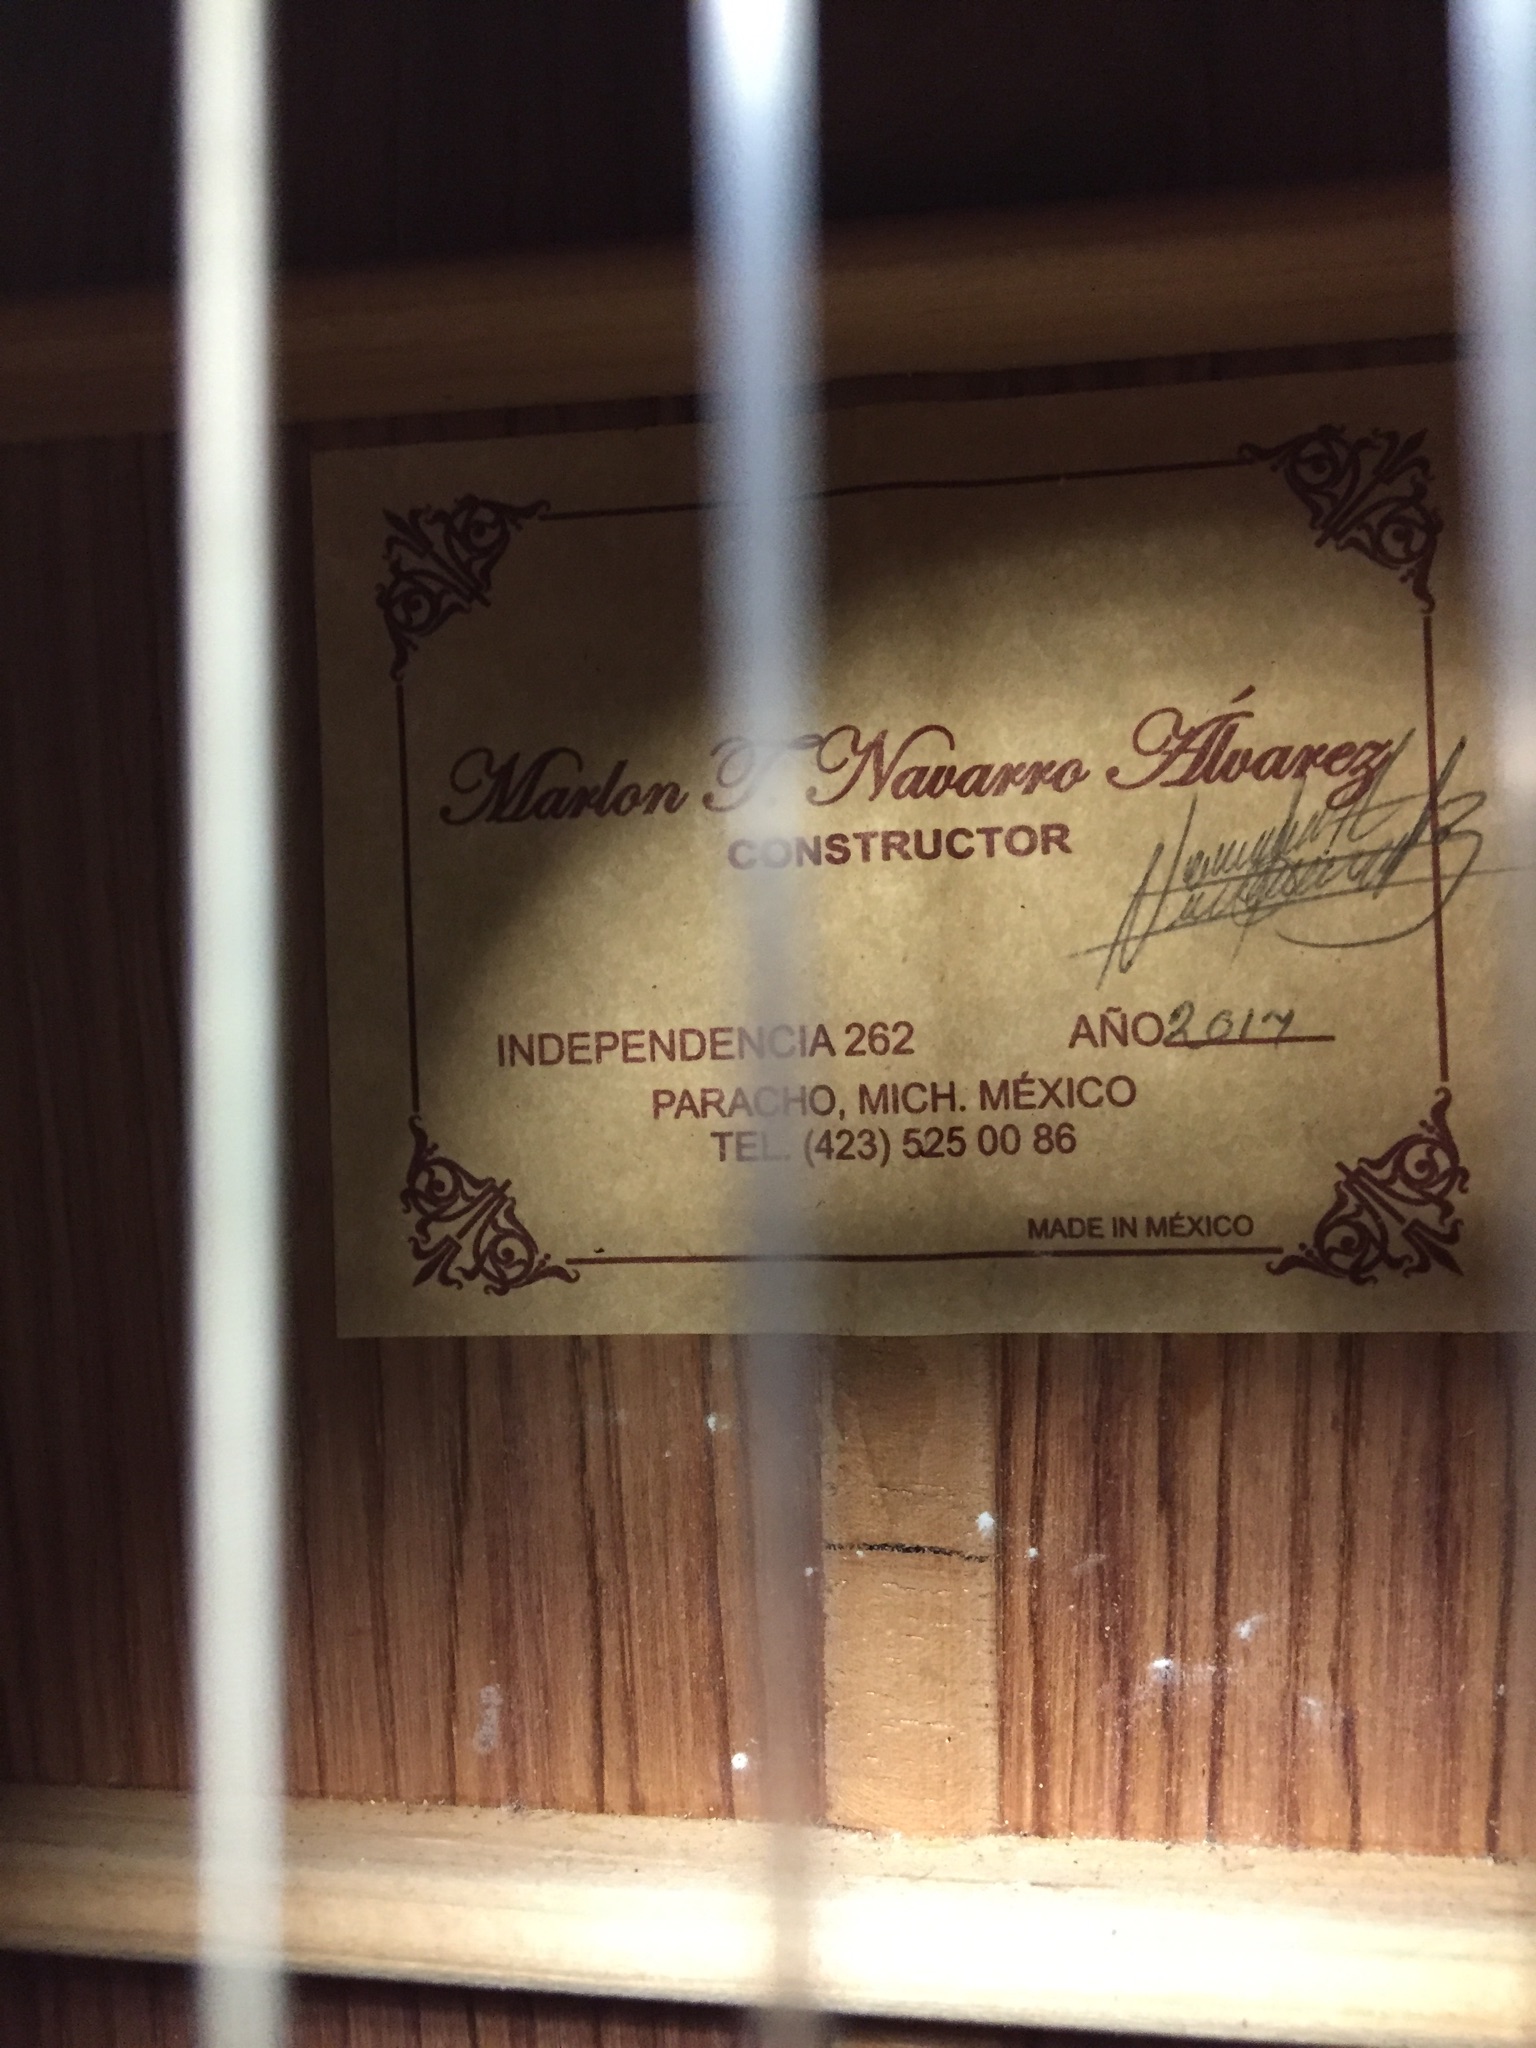 Marlon T. Navarro Álvarez
CONSTRUCTOR
INDEPENDENCIA 262
AÑO 2017
PARACHO, MICH. MÉXICO
TEL. (423) 525 00 86
MADE IN MÉXICO